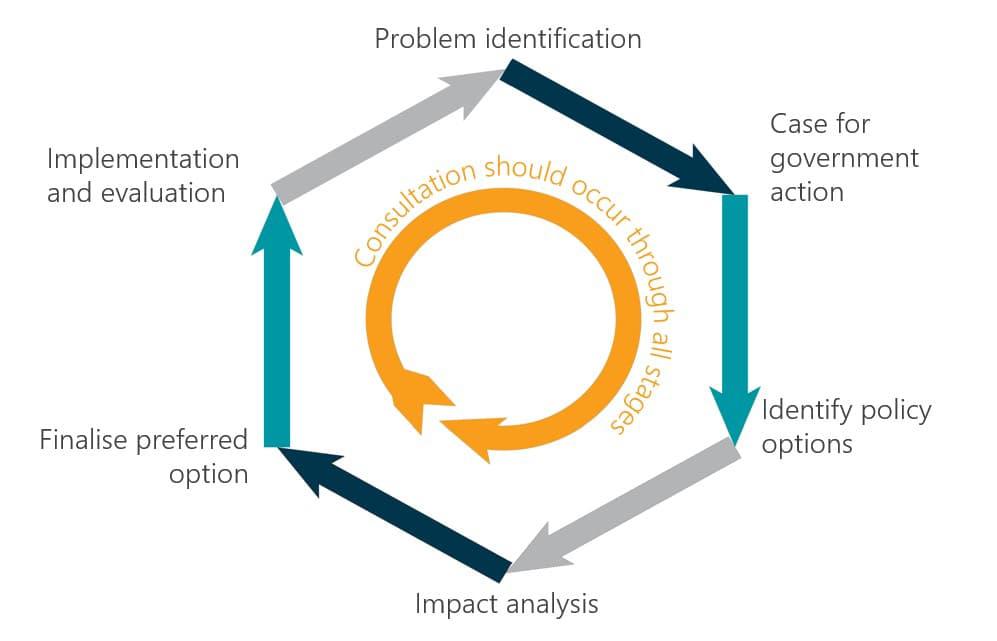 Problem identification
Case for
government
action
Identify policy
options
Impact analysis
Finalise preferred
option
Implementation
and evaluation
Consultation should occur through all stages